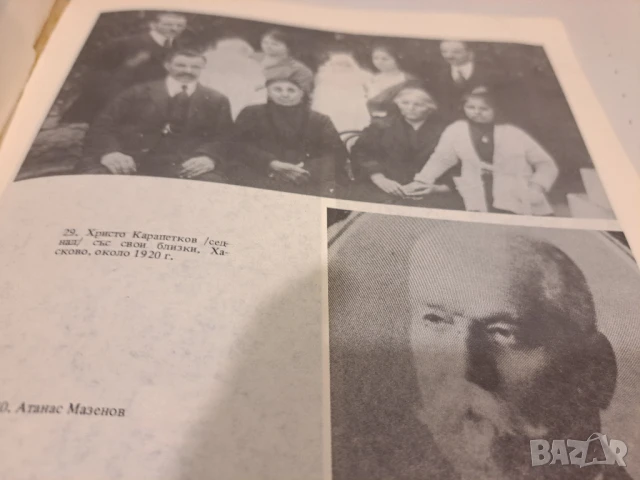 29. Христо Карапетков /сед-
нал/ със свои близки. Ха-
сково, около 1920 г.
0. Атанас Мазенов
BAZAR